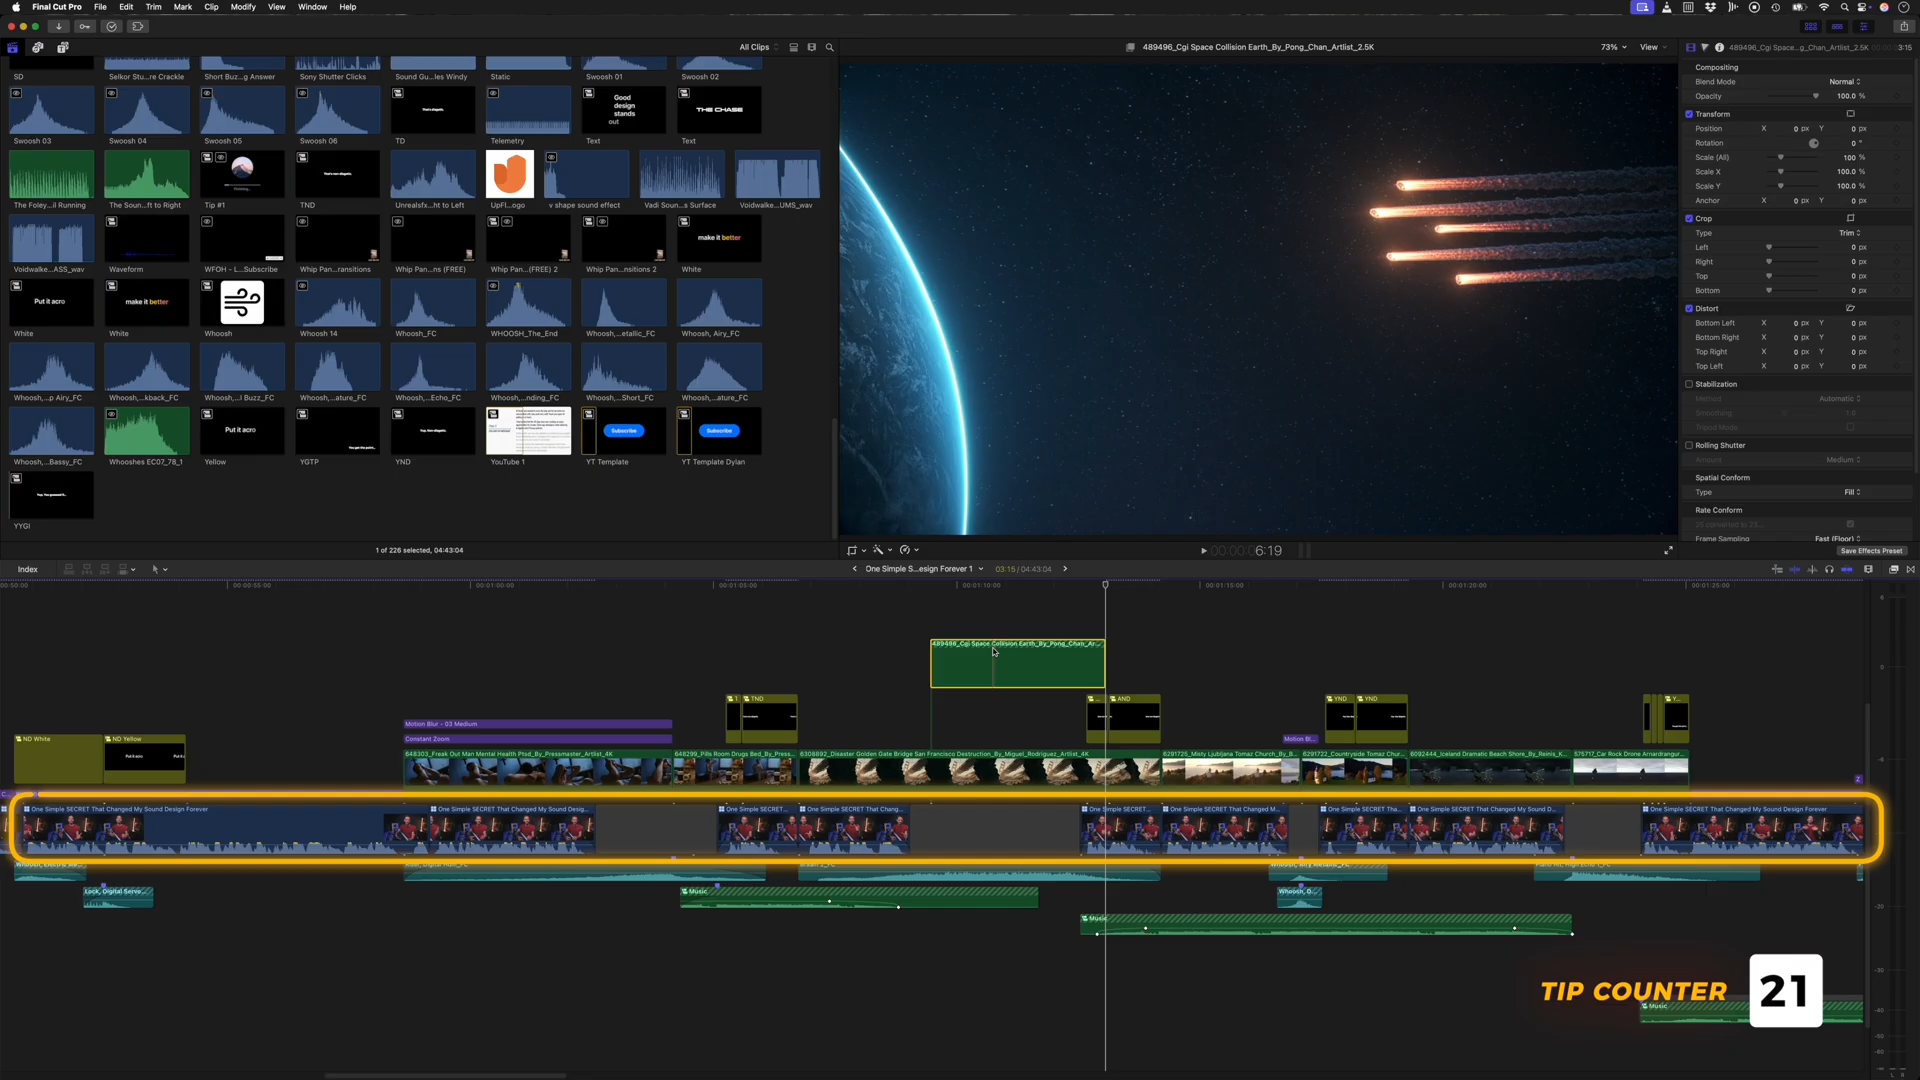 Final Cut Pro File Edit Trim Mark Clip Modify View Window Help
All Clips
489496_Cgi Space Collision Earth_By_Pong_Chan_Artlist_2.5K
73% View
489496_Cgi Space...g_Chan_Artlist_2.5K 3:15
SD Selkor Stu...re Crackle Short Buz...g Answer Sony Shutter Clicks Sound Gu...les Windy Static Swoosh 01 Swoosh 02
That's elegant.
Good
design
stands
out
THE CHASE
Swoosh 03 Swoosh 04 Swoosh 05 Swoosh 06 TD Telemetry Text Text
The Foley...il Running The Soun...ft to Right Tip #1 TND Unrealsfx...ht to Left UpFl...ogo v shape sound effect Vadi Soun...s Surface Voidwalke...UMS_wav
make it better
Voidwalke...ASS_wav Waveform WFOH - L...Subscribe Whip Pan...ransitions Whip Pan...ns (FREE) Whip Pan...(FREE) 2 Whip Pan...nsitions 2 White
Put it acro
make it better
White White Whoosh Whoosh 14 Whoosh_FC WHOOSH_The_End Whoosh,...etallic_FC Whoosh, Airy_FC
Whoosh,...p Airy_FC Whoosh,...kback_FC Whoosh,...l Buzz_FC Whoosh,...ature_FC Whoosh,...Echo_FC Whoosh,...nding_FC Whoosh,...Short_FC Whoosh,...ature_FC
Put it acro
You get the point...
Subscribe
Subscribe
Whoosh,...Bassy_FC Whooshes EC07_78_1 Yellow YGTP YND YouTube 1 YT Template YT Template Dylan
Yup. You guessed it...
YYGI
1 of 226 selected, 04:43:04
6:19
Compositing
Blend Mode Normal
Opacity 100.0 %
Transform
Position X 0 px Y 0 px
Rotation 0 °
Scale (All) 100 %
Scale X 100.0 %
Scale Y 100.0 %
Anchor X 0 px Y 0 px
Crop
Type Trim
Left 0 px
Right 0 px
Top 0 px
Bottom 0 px
Distort
Bottom Left X 0 px Y 0 px
Bottom Right X 0 px Y 0 px
Top Right X 0 px Y 0 px
Top Left X 0 px Y 0 px
Stabilization
Method Automatic
Smoothing 1.0
Tripod Mode
Rolling Shutter
Amount Medium
Spatial Conform
Type Fill
Rate Conform
Frame Sampling Fast (Floor)
Save Effects Preset
Index
One Simple S...esign Forever 1 03:15 / 04:43:04
00:00:55:00 00:01:00:00 00:01:05:00 00:01:10:00 00:01:15:00 00:01:20:00 00:01:25:00
489496_Cgi Space Collision Earth_By_Pong_Chan_Ar...
TND AND YND YND Y...
Motion Blur - 03 Medium
Constant Zoom
ND White ND Yellow
Motion Bl...
Put it acro
648303_Freak Out Man Mental Health Ptsd_By_Pressmaster_Artlist_4K 648299_Pills Room Drugs Bed_By_Press... 6308892_Disaster Golden Gate Bridge San Francisco Destruction_By_Miguel_Rodriguez_Artlist_4K 6291725_Misty Ljubljana Tomaz Church_By_B... 6291722_Countryside Tomaz Chur... 6092444_Iceland Dramatic Beach Shore_By_Reinis_K... 575717_Car Rock Drone Arnardrangur...
One Simple SECRET That Changed My Sound Design Forever One Simple SECRET That Changed My Sound Desig... One Simple SECRET... One Simple SECRET That Chang... One Simple SECRET... One Simple SECRET That Changed M... One Simple SECRET Tha... One Simple SECRET That Changed My Sound D... One Simple SECRET That Changed My Sound Design Forever
Lock, Digital Servo... Music Whoosh, D...
Music
TIP COUNTER 21
Music